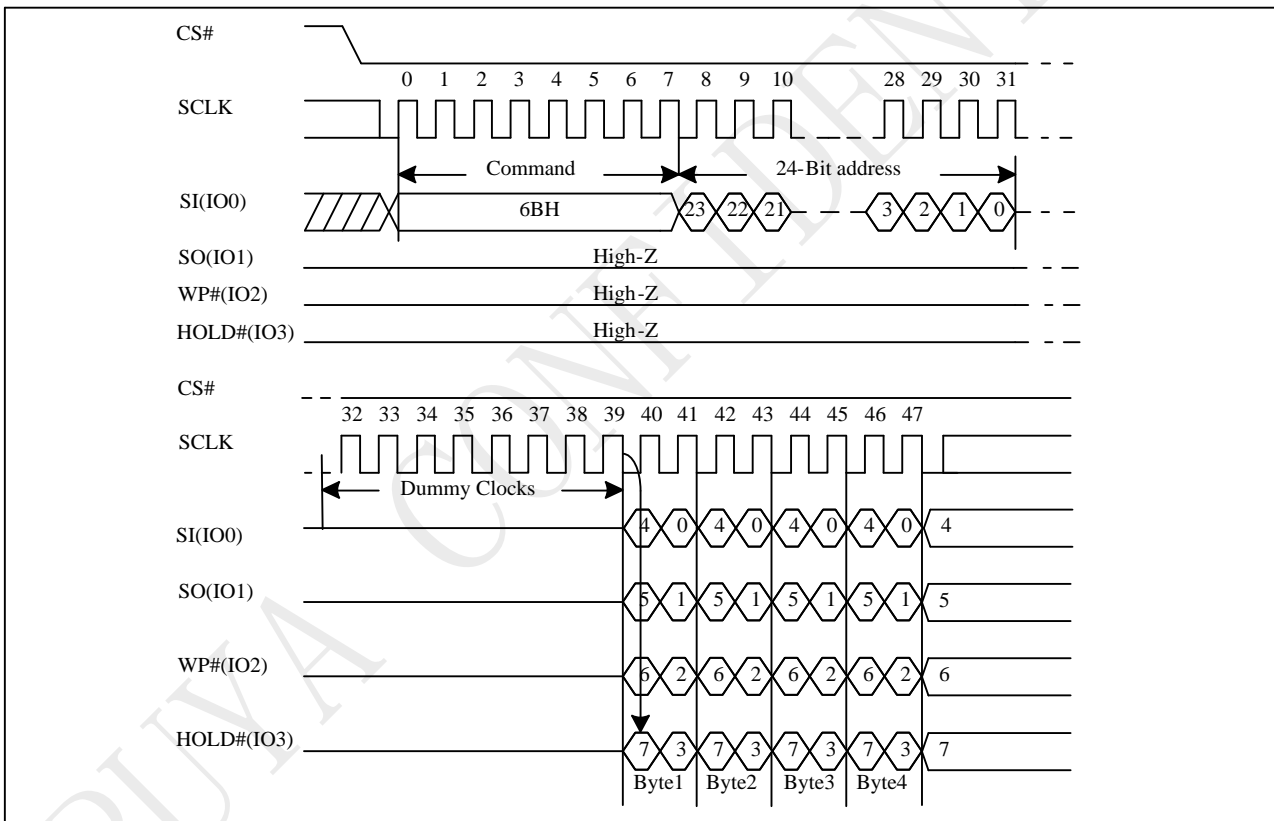 CS#
0 1 2 3 4 5 6 7 8 9 10 28 29 30 31
SCLK
Command 24-Bit address
SI(IO0) 6BH 23 22 21 3 2 1 0
SO(IO1) High-Z
WP#(IO2) High-Z
HOLD#(IO3) High-Z
CS#
32 33 34 35 36 37 38 39 40 41 42 43 44 45 46 47
SCLK
Dummy Clocks
SI(IO0) 4 0 4 0 4 0 4 0 4
SO(IO1) 5 1 5 1 5 1 5 1 5
WP#(IO2) 6 2 6 2 6 2 6 2 6
HOLD#(IO3) 7 3 7 3 7 3 7 3 7
Byte1 Byte2 Byte3 Byte4
PUYA CONFIDEN